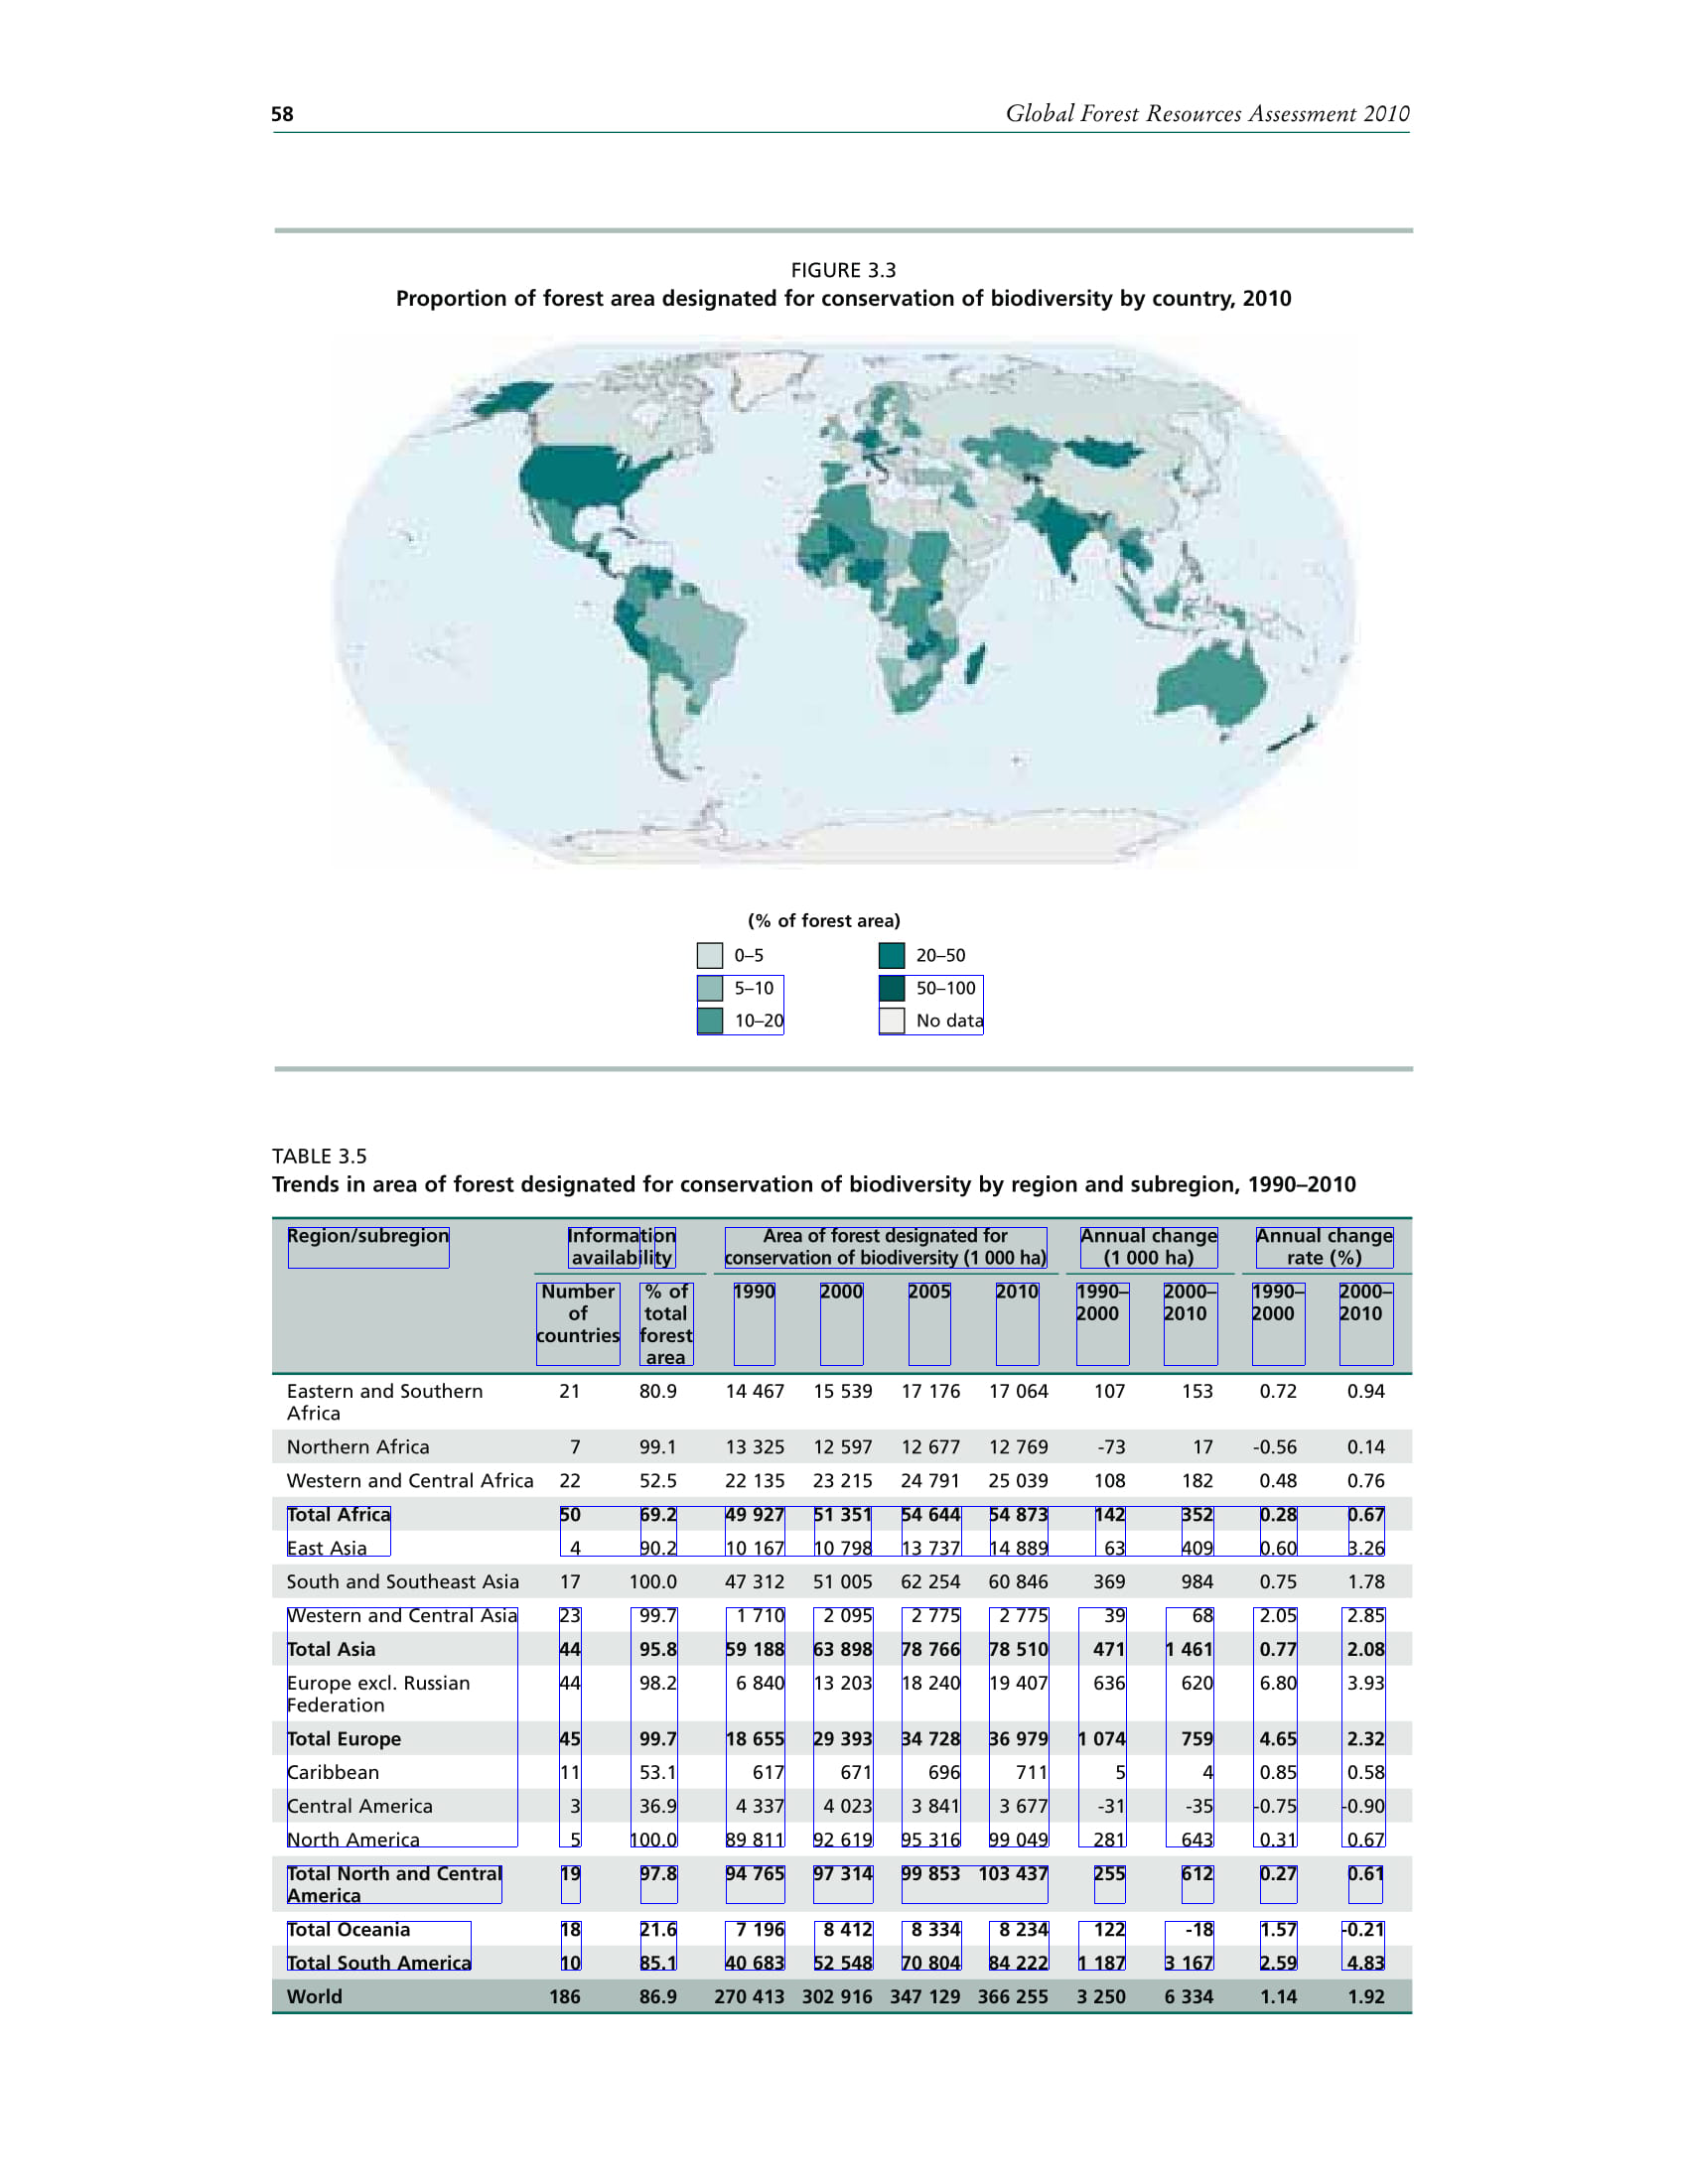 58
Global Forest Resources Assessment 2010
FIGURE 3.3
Proportion of forest area designated for conservation of biodiversity by country, 2010
(% of forest area)
0–5 20–50
5–10 50–100
10–20 No data
TABLE 3.5
Trends in area of forest designated for conservation of biodiversity by region and subregion, 1990–2010
Region/subregion Information Area of forest designated for Annual change Annual change
availability conservation of biodiversity (1 000 ha) (1 000 ha) rate (%)
Number % of 1990 2000 2005 2010 1990– 2000– 1990– 2000–
of total 2000 2010 2000 2010
countries forest
area
Eastern and Southern 21 80.9 14 467 15 539 17 176 17 064 107 153 0.72 0.94
Africa
Northern Africa 7 99.1 13 325 12 597 12 677 12 769 -73 17 -0.56 0.14
Western and Central Africa 22 52.5 22 135 23 215 24 791 25 039 108 182 0.48 0.76
Total Africa 50 69.2 49 927 51 351 54 644 54 873 142 352 0.28 0.67
East Asia 4 90.2 10 167 10 798 13 737 14 889 63 409 0.60 3.26
South and Southeast Asia 17 100.0 47 312 51 005 62 254 60 846 369 984 0.75 1.78
Western and Central Asia 23 99.7 1 710 2 095 2 775 2 775 39 68 2.05 2.85
Total Asia 44 95.8 59 188 63 898 78 766 78 510 471 1 461 0.77 2.08
Europe excl. Russian 44 98.2 6 840 13 203 18 240 19 407 636 620 6.80 3.93
Federation
Total Europe 45 99.7 18 655 29 393 34 728 36 979 1 074 759 4.65 2.32
Caribbean 11 53.1 617 671 696 711 5 4 0.85 0.58
Central America 3 36.9 4 337 4 023 3 841 3 677 -31 -35 -0.75 -0.90
North America 5 100.0 89 811 92 619 95 316 99 049 281 643 0.31 0.67
Total North and Central 19 97.8 94 765 97 314 99 853 103 437 255 612 0.27 0.61
America
Total Oceania 18 21.6 7 196 8 412 8 334 8 234 122 -18 1.57 -0.21
Total South America 10 85.1 40 683 52 548 70 804 84 222 1 187 3 167 2.59 4.83
World 186 86.9 270 413 302 916 347 129 366 255 3 250 6 334 1.14 1.92